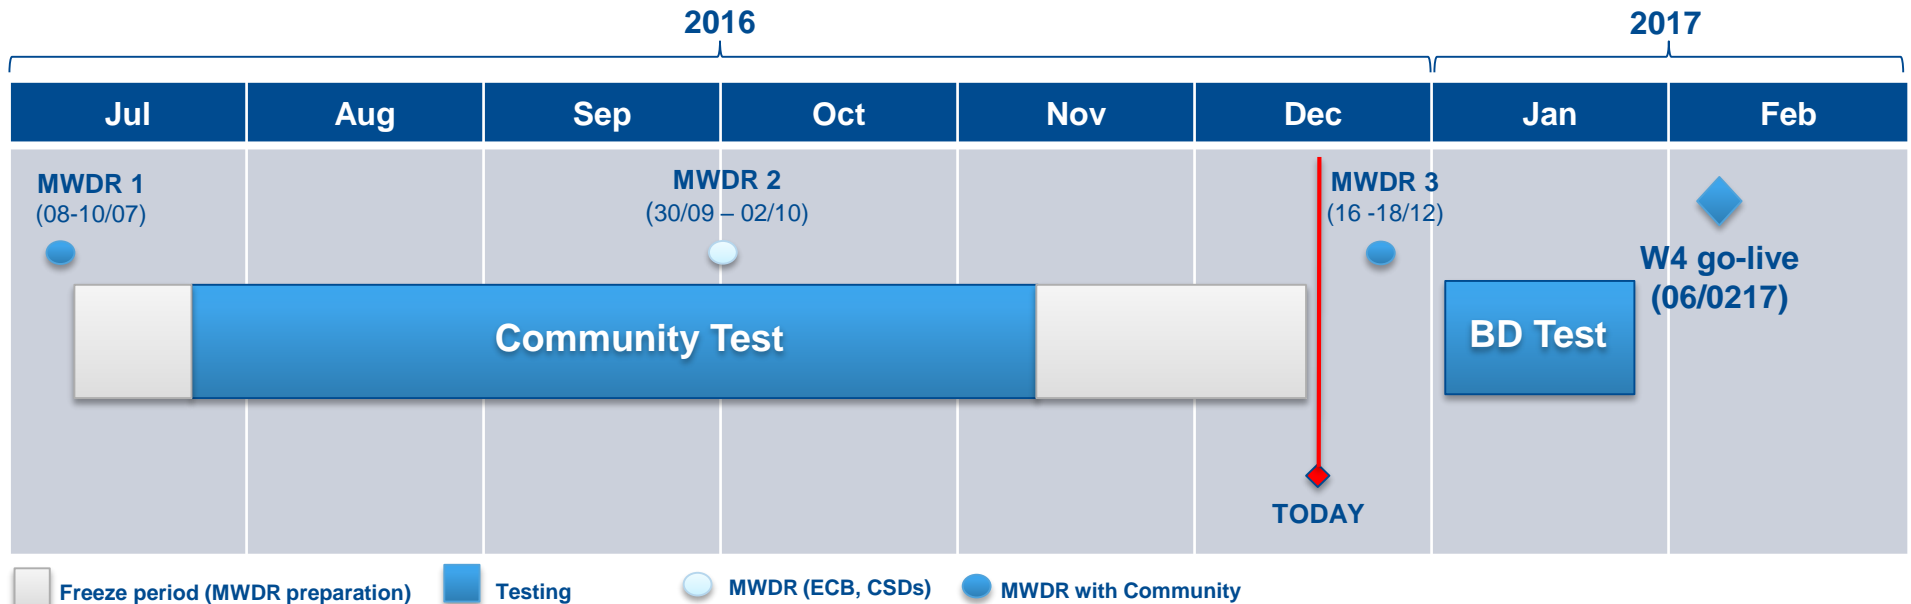 2016
2017
Jul
Aug
Sep
Oct
Nov
Dec
Jan
Feb
MWDR 1
(08-10/07)
MWDR 2
(30/09 – 02/10)
MWDR 3
(16 -18/12)
W4 go-live
(06/0217)
Community Test
BD Test
TODAY
Freeze period (MWDR preparation)
Testing
MWDR (ECB, CSDs)
MWDR with Community